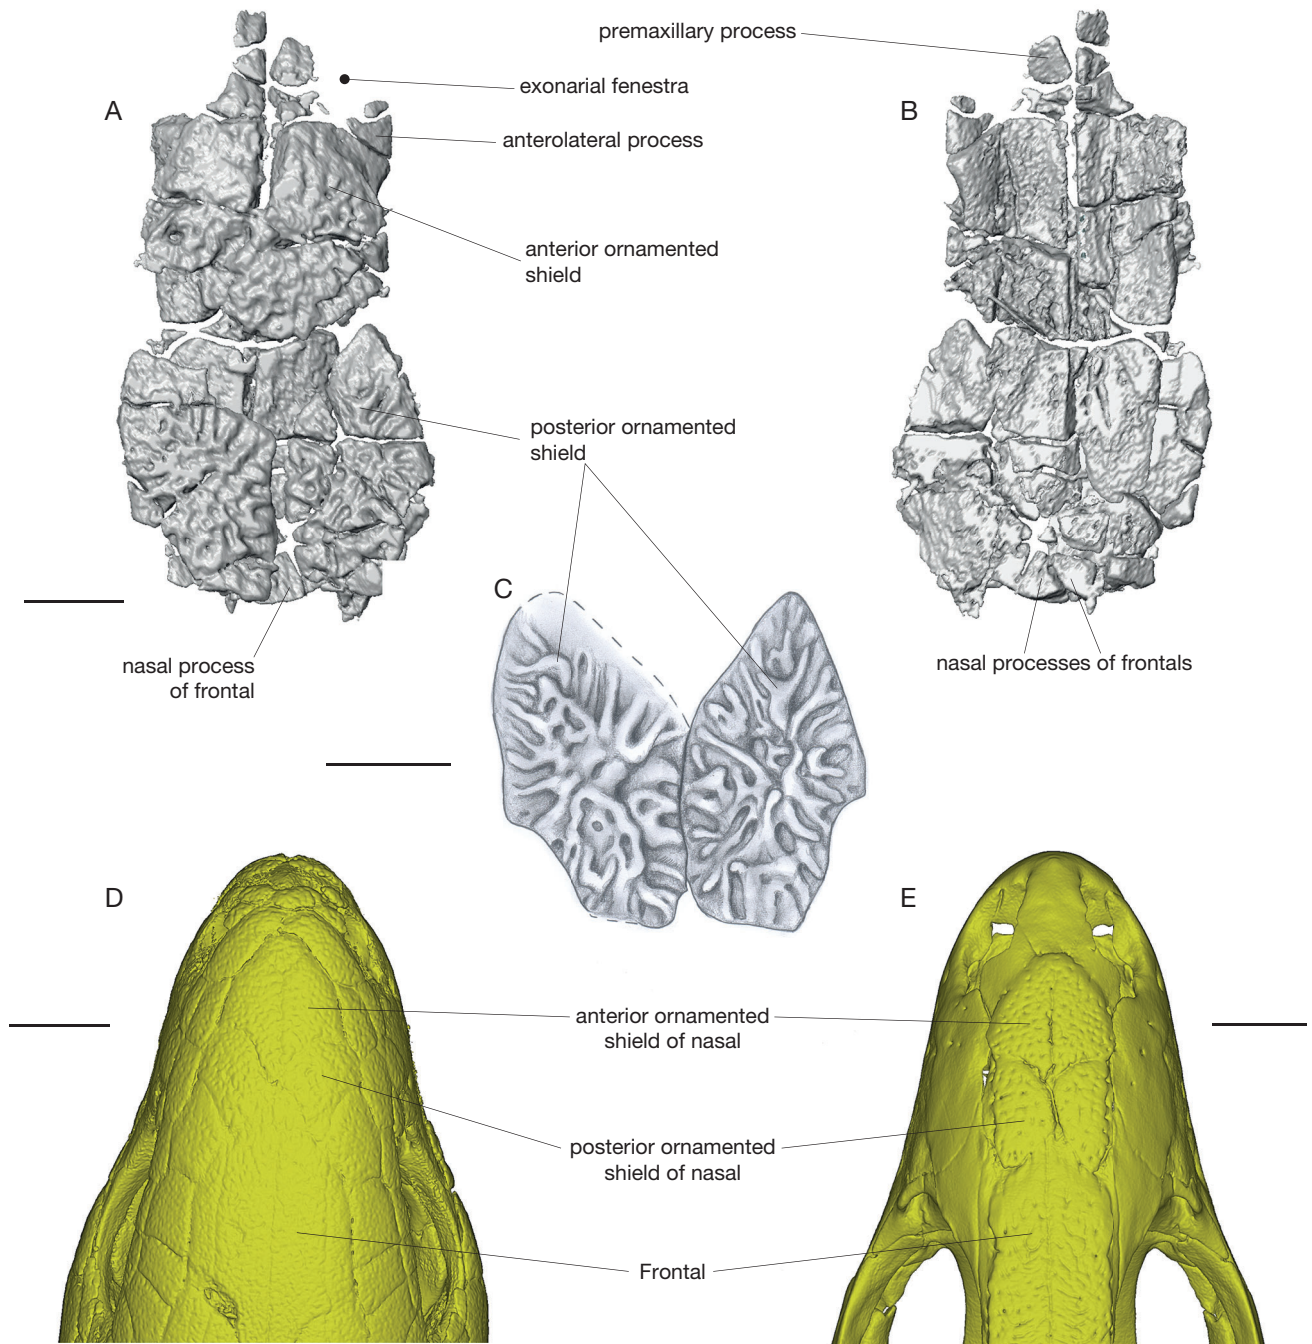 premaxillary process
exonarial fenestra
A
B
anterolateral process
anterior ornamented
shield
posterior ornamented
shield
C
nasal process
of frontal
nasal processes of frontals
D
E
anterior ornamented
shield of nasal
posterior ornamented
shield of nasal
Frontal